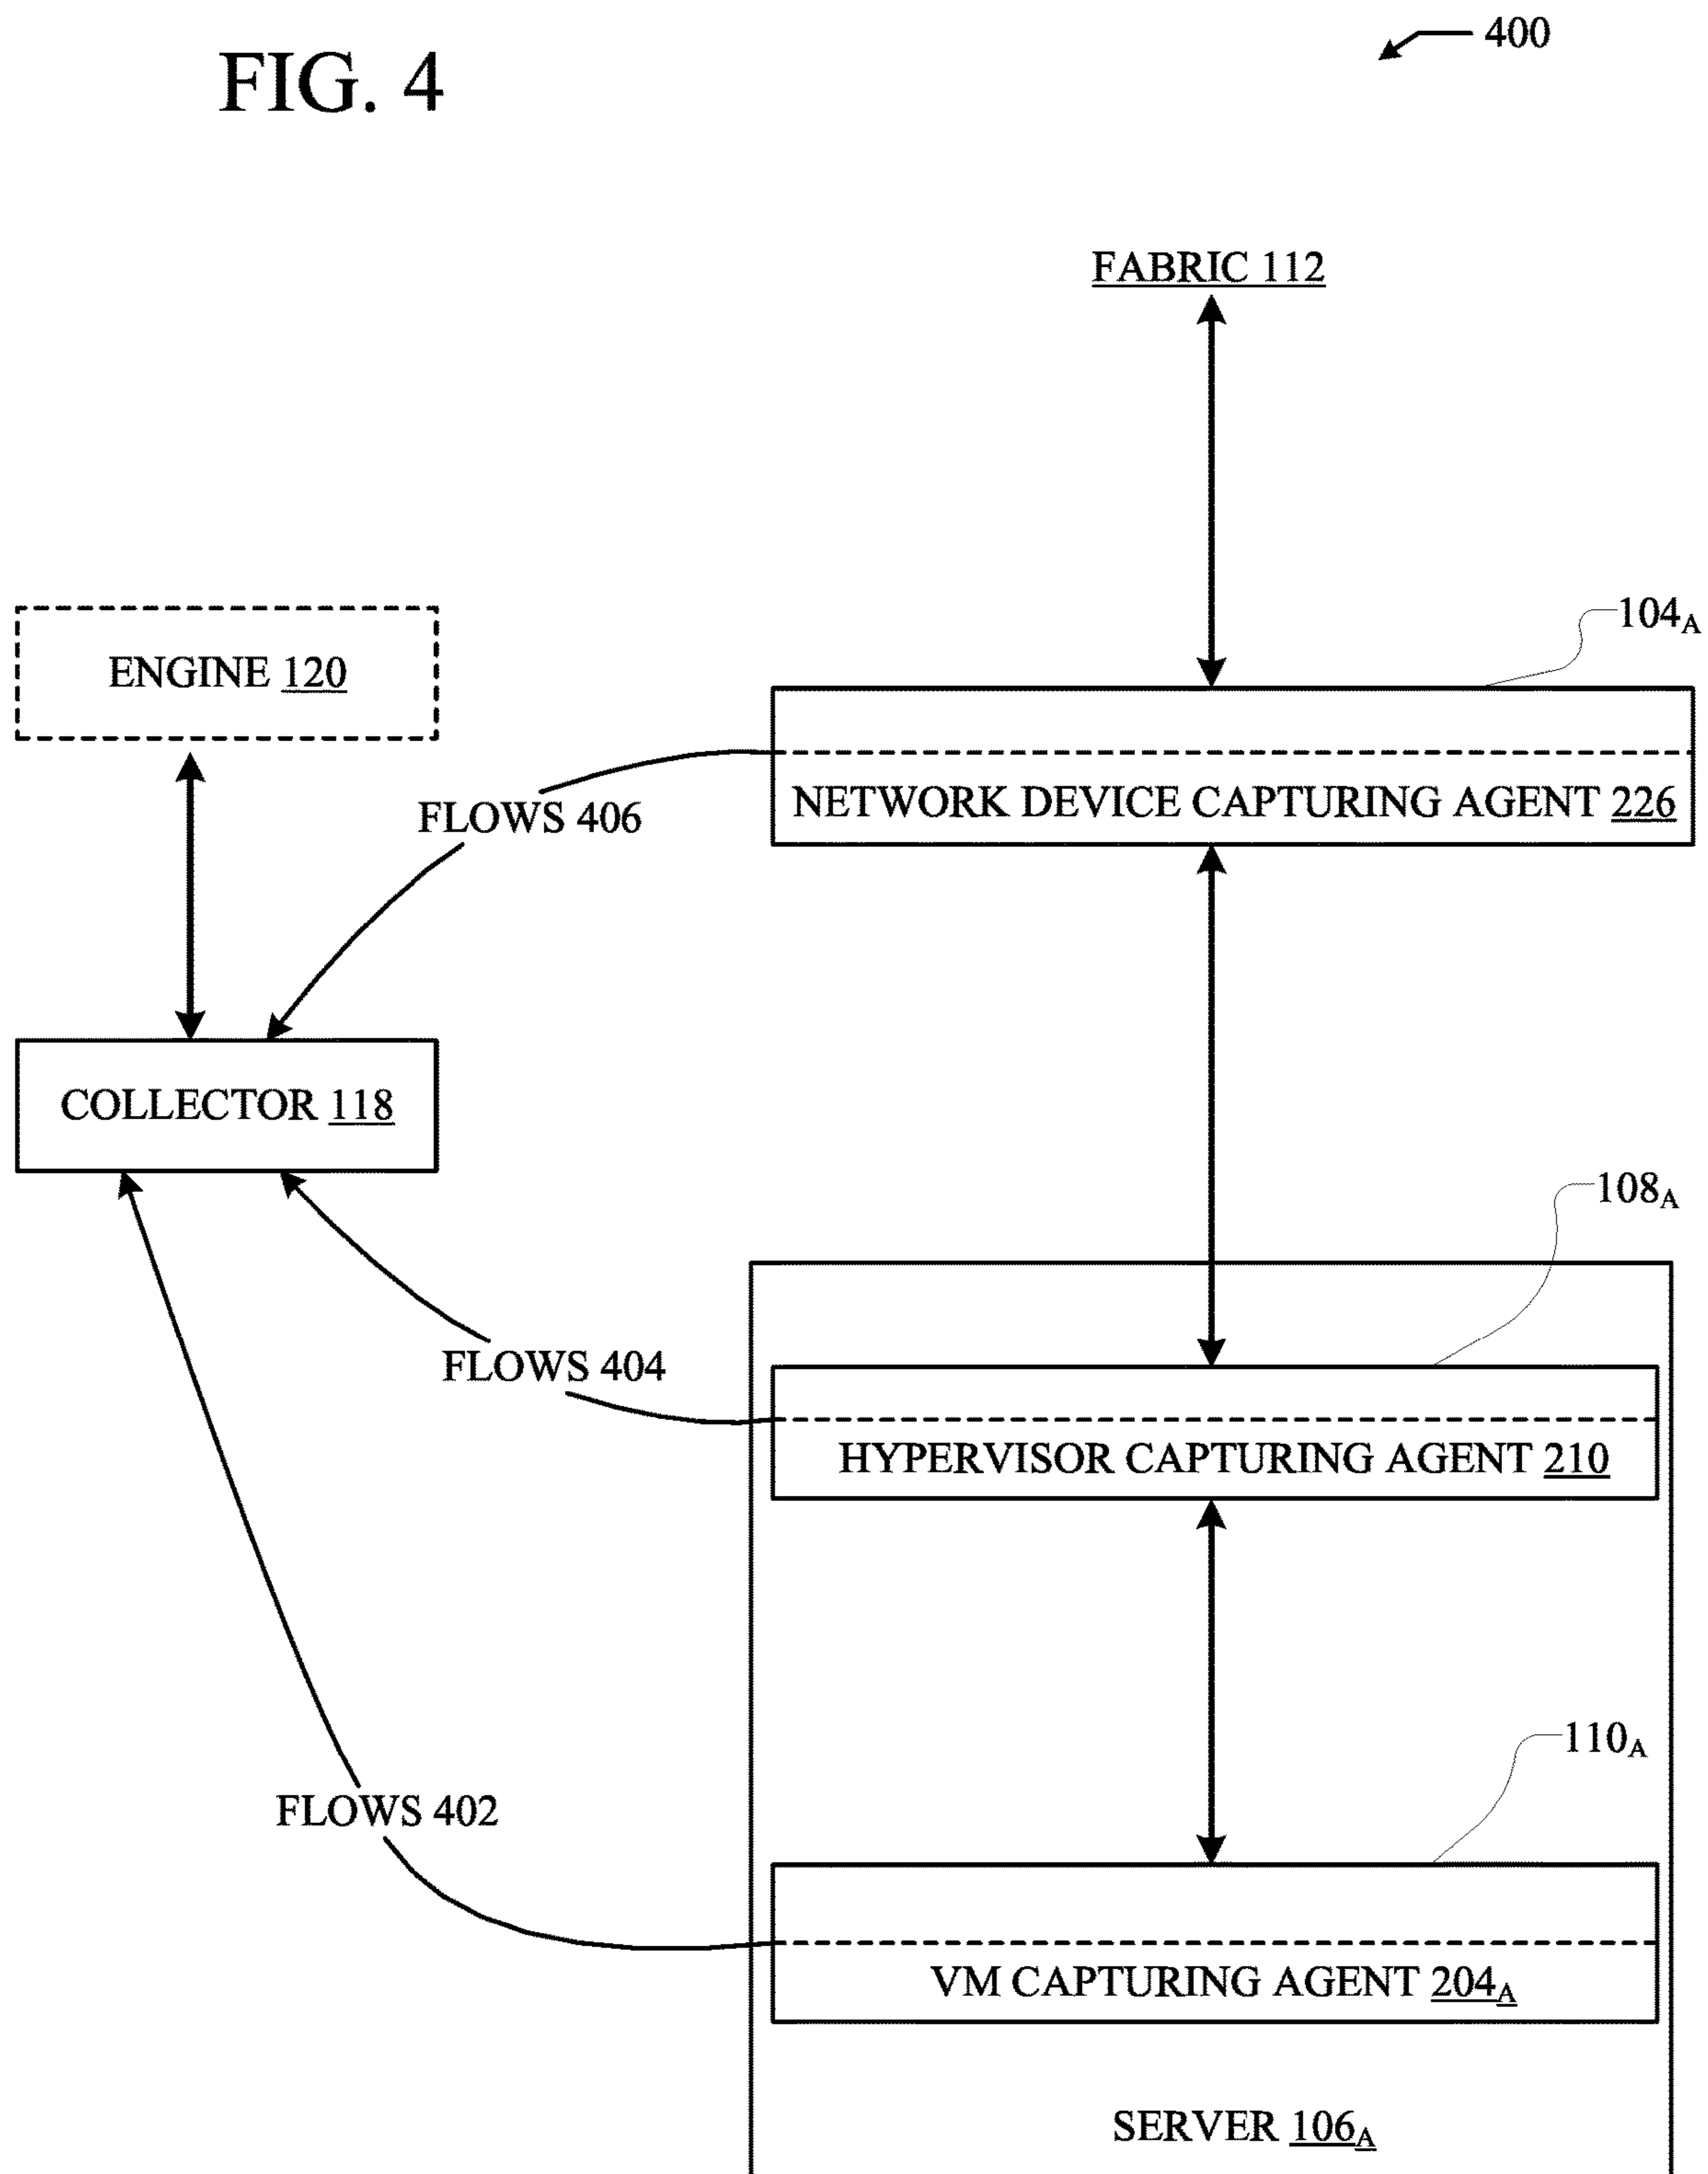 FIG. 4
400
FABRIC 112
104A
ENGINE 120
NETWORK DEVICE CAPTURING AGENT 226
FLOWS 406
COLLECTOR 118
108A
FLOWS 404
HYPERVISOR CAPTURING AGENT 210
110A
FLOWS 402
VM CAPTURING AGENT 204A
SERVER 106A